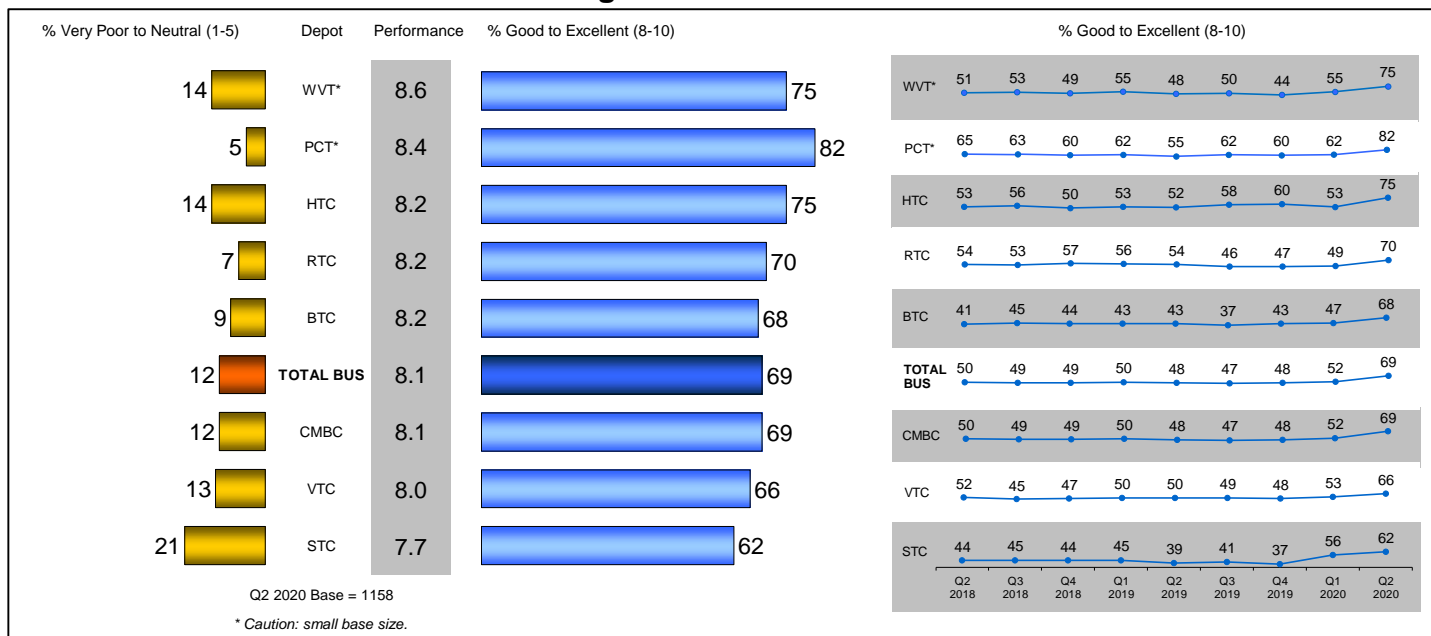 % Very Poor to Neutral (1-5) Depot Performance % Good to Excellent (8-10)
14 WVT* 8.6 75
5 PCT* 8.4 82
14 HTC 8.2 75
7 RTC 8.2 70
9 BTC 8.2 68
12 TOTAL BUS 8.1 69
12 CMBC 8.1 69
13 VTC 8.0 66
21 STC 7.7 62
Q2 2020 Base = 1158
* Caution: small base size.
% Good to Excellent (8-10)
WVT* 51 53 49 55 48 50 44 55 75
PCT* 65 63 60 62 55 62 60 62 82
HTC 53 56 50 53 52 58 60 53 75
RTC 54 53 57 56 54 46 47 49 70
BTC 41 45 44 43 43 37 43 47 68
TOTAL
BUS 50 49 49 50 48 47 48 52 69
CMBC 50 49 49 50 48 47 48 52 69
VTC 52 45 47 50 50 49 48 53 66
STC 44 45 44 45 39 41 37 56 62
Q2 Q3 Q4 Q1 Q2 Q3 Q4 Q1 Q2
2018 2018 2018 2019 2019 2019 2019 2020 2020